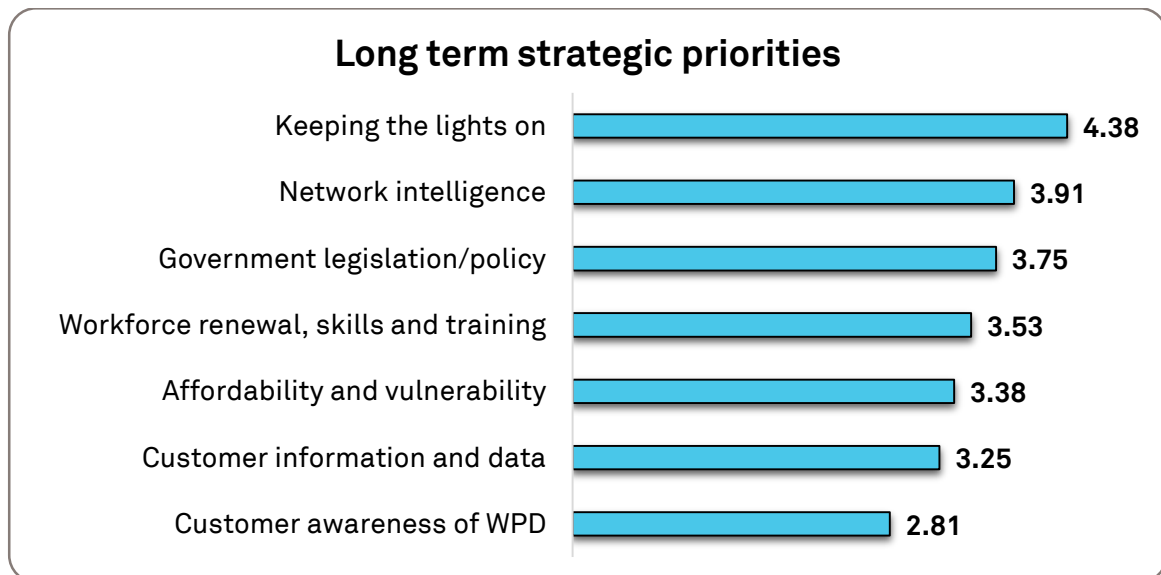 Long term strategic priorities
Keeping the lights on 4.38
Network intelligence 3.91
Government legislation/policy 3.75
Workforce renewal, skills and training 3.53
Affordability and vulnerability 3.38
Customer information and data 3.25
Customer awareness of WPD 2.81